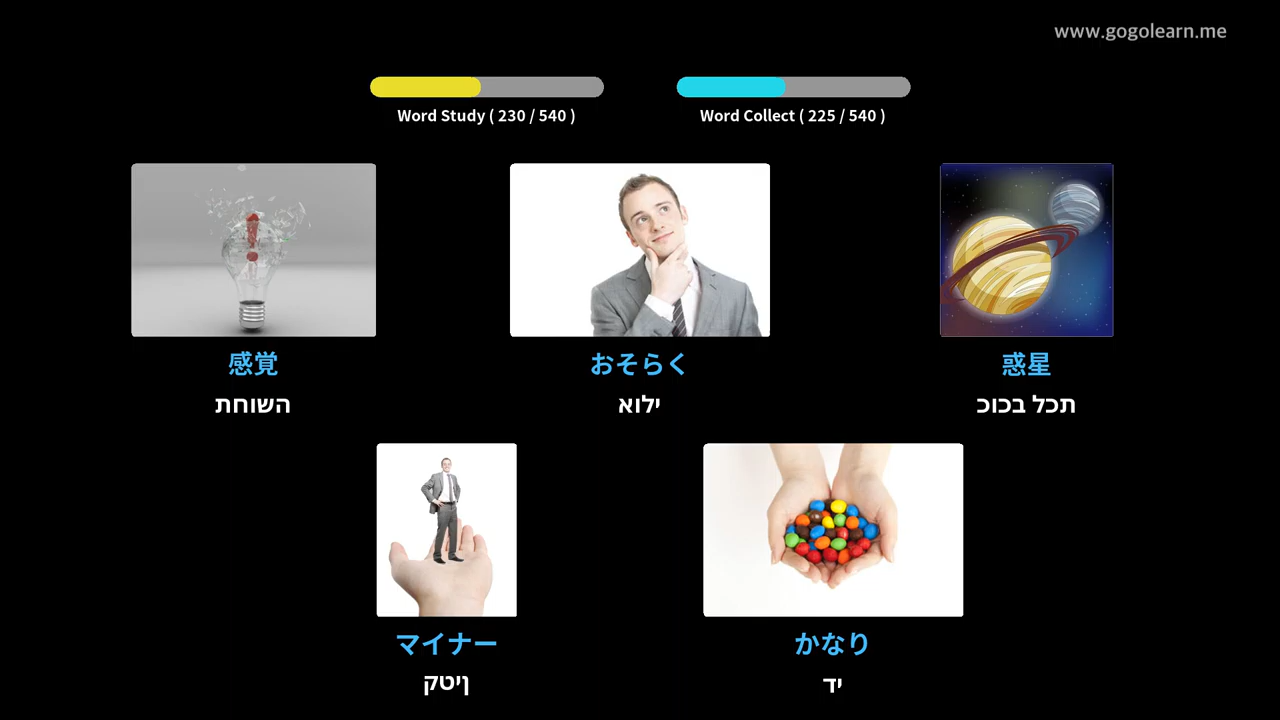 www.gogolearn.me
Word Study ( 230 / 540 )
Word Collect ( 225 / 540 )
感覚
השוחת
おそらく
ילוא
惑星
תכל בכוכ
マイナー
ןיטק
かなり
יד